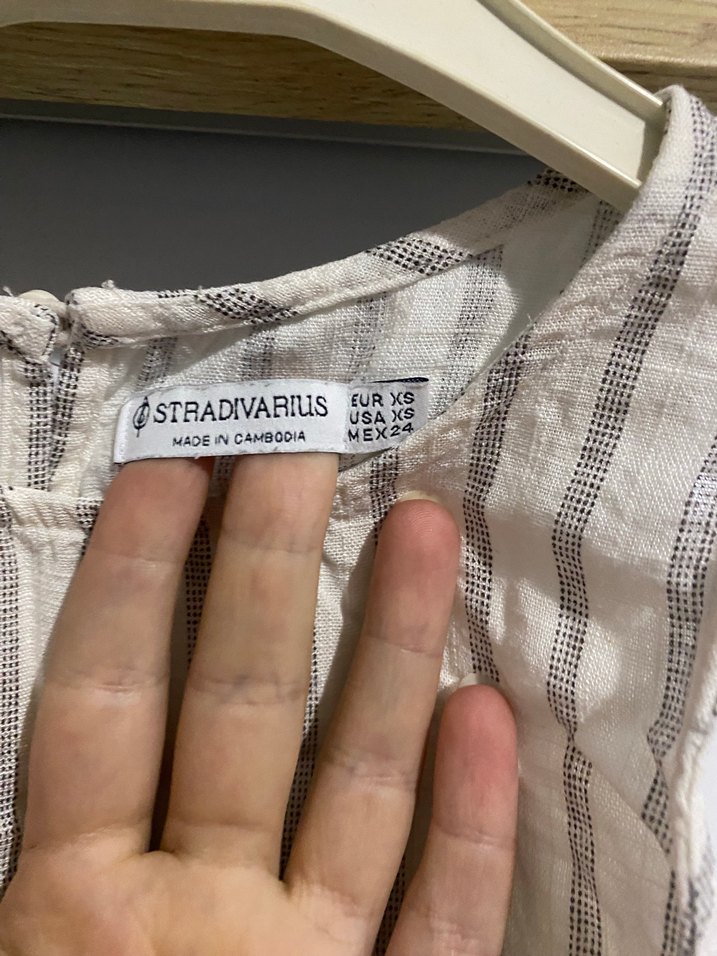 STRADIVARIUS
MADE IN CAMBODIA
EUR XS
USA XS
MEX 24